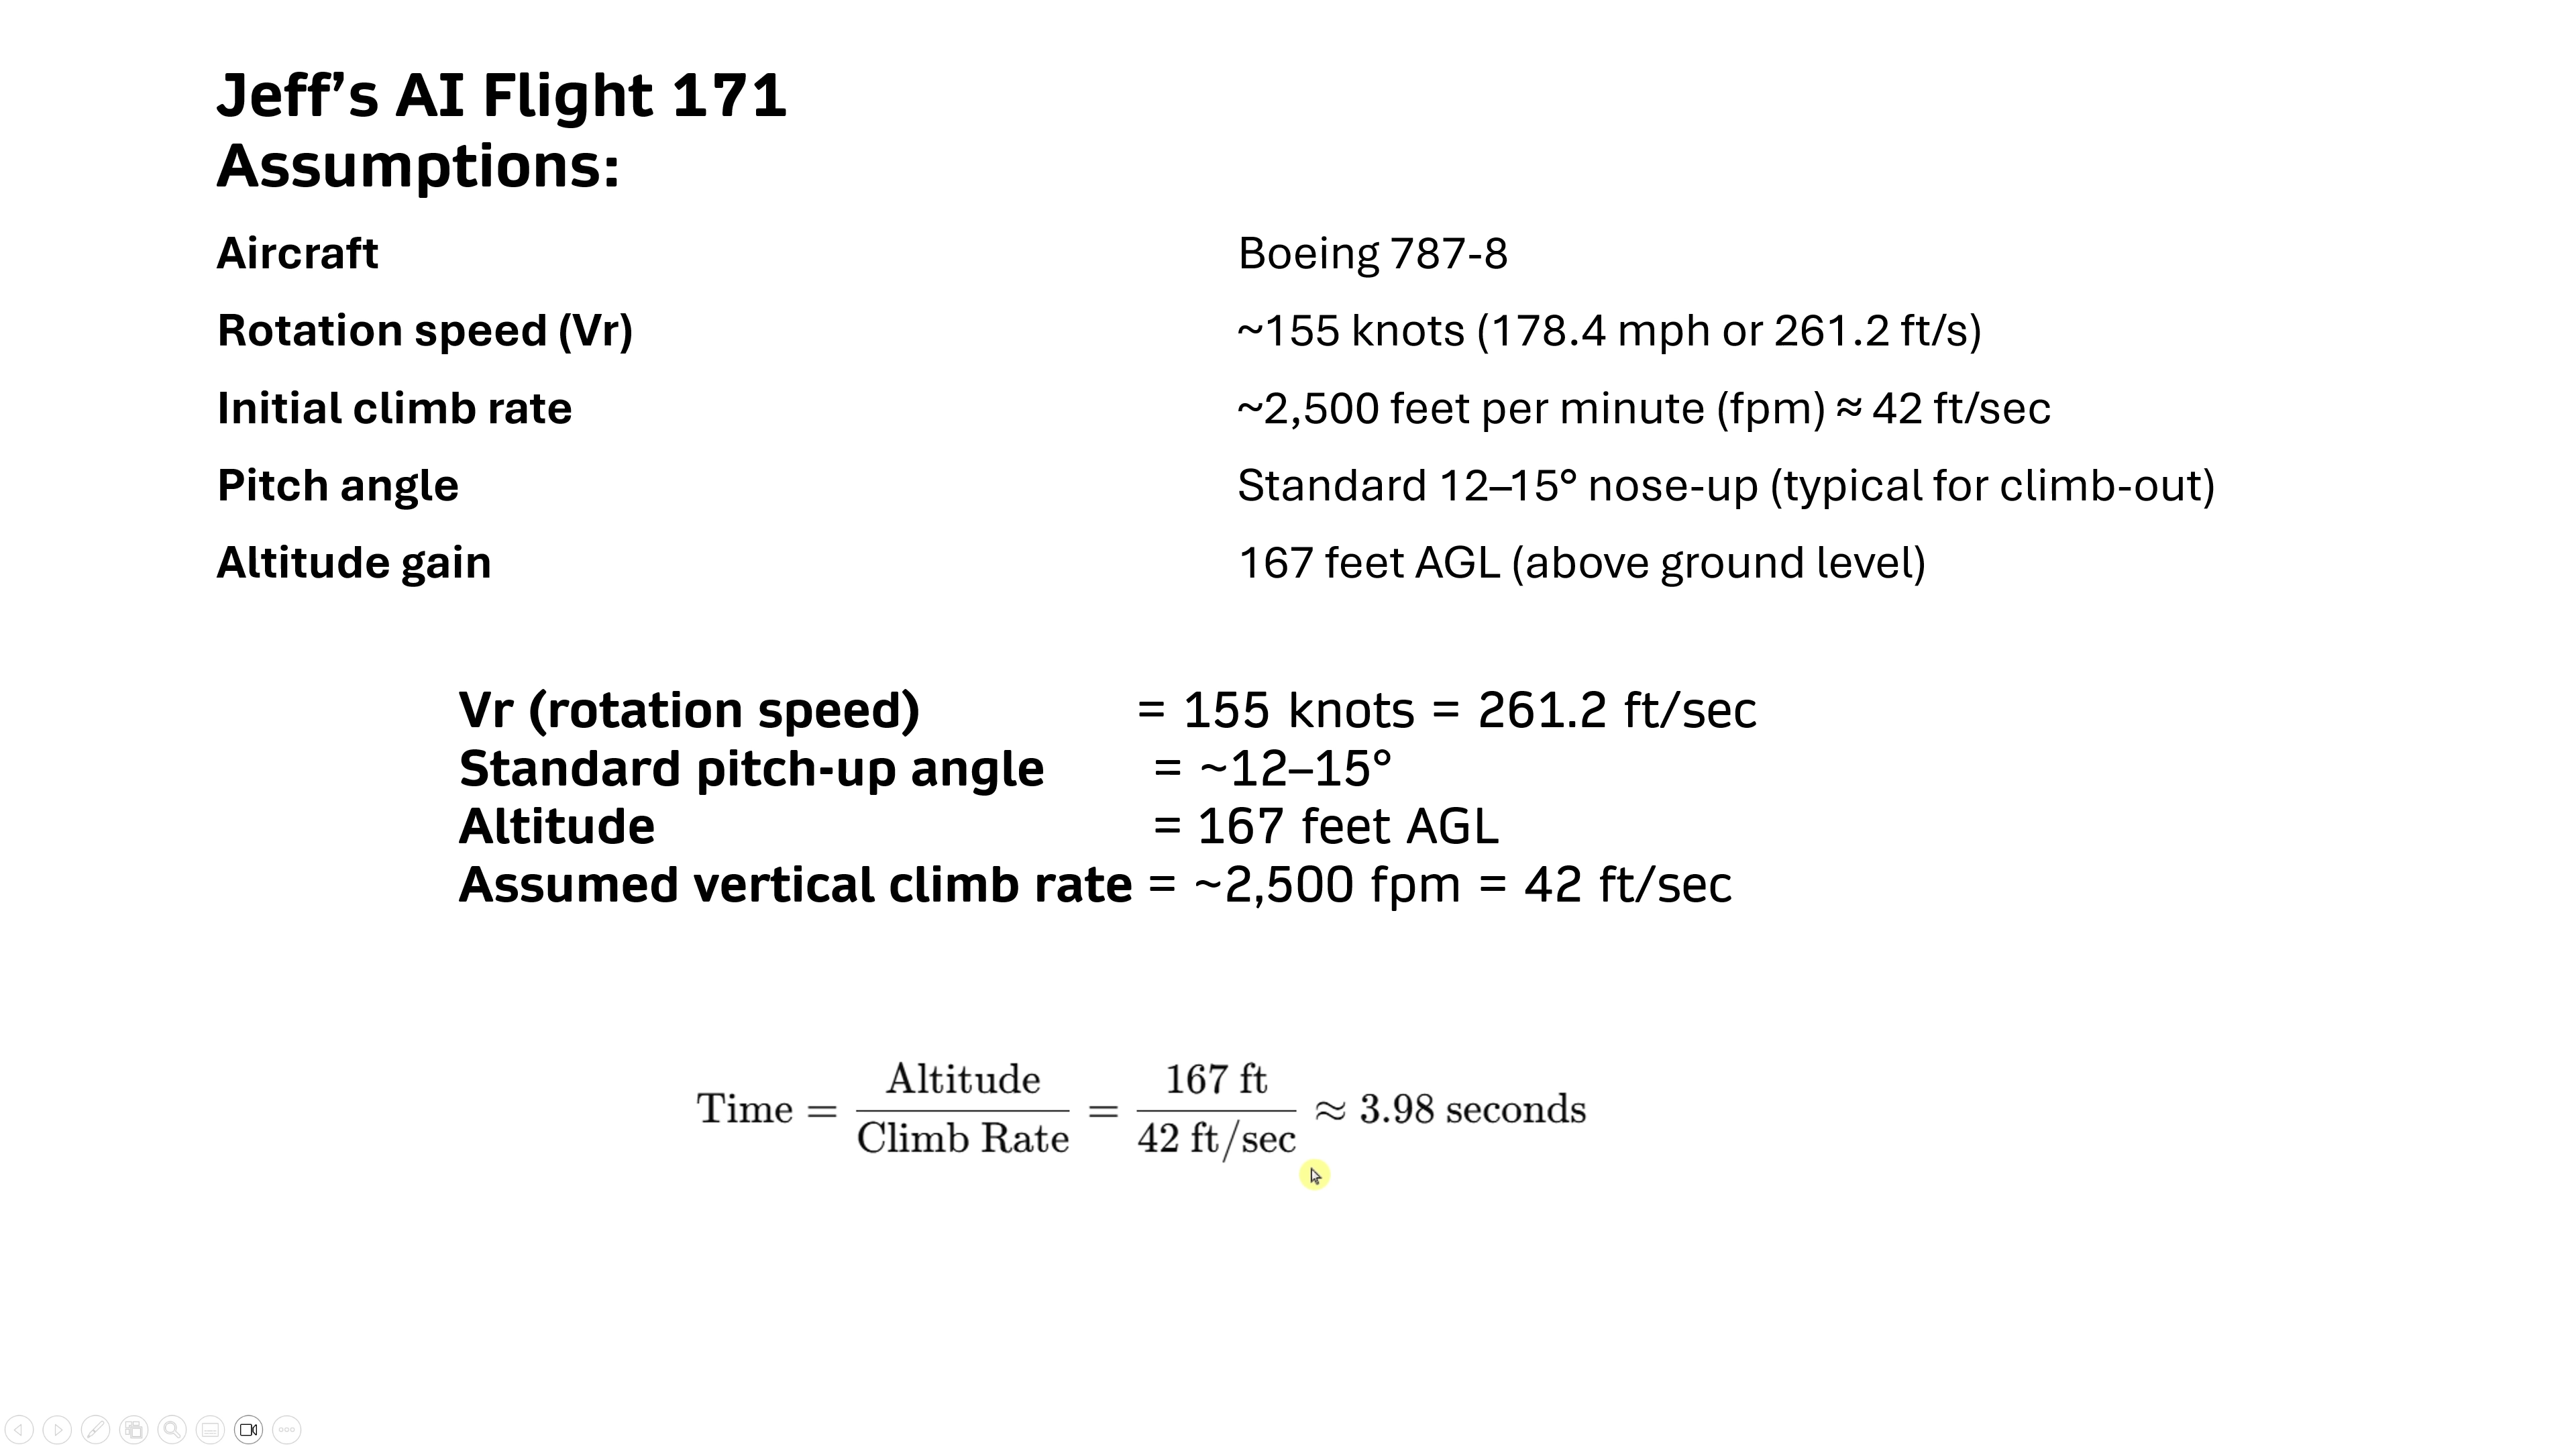 Jeff's AI Flight 171
Assumptions:
Aircraft Boeing 787-8
Rotation speed (Vr) ~155 knots (178.4 mph or 261.2 ft/s)
Initial climb rate ~2,500 feet per minute (fpm) ≈ 42 ft/sec
Pitch angle Standard 12–15° nose-up (typical for climb-out)
Altitude gain 167 feet AGL (above ground level)
Vr (rotation speed) = 155 knots = 261.2 ft/sec
Standard pitch-up angle = ~12–15°
Altitude = 167 feet AGL
Assumed vertical climb rate = ~2,500 fpm = 42 ft/sec
Time = Altitude / Climb Rate = 167 ft / 42 ft/sec ≈ 3.98 seconds